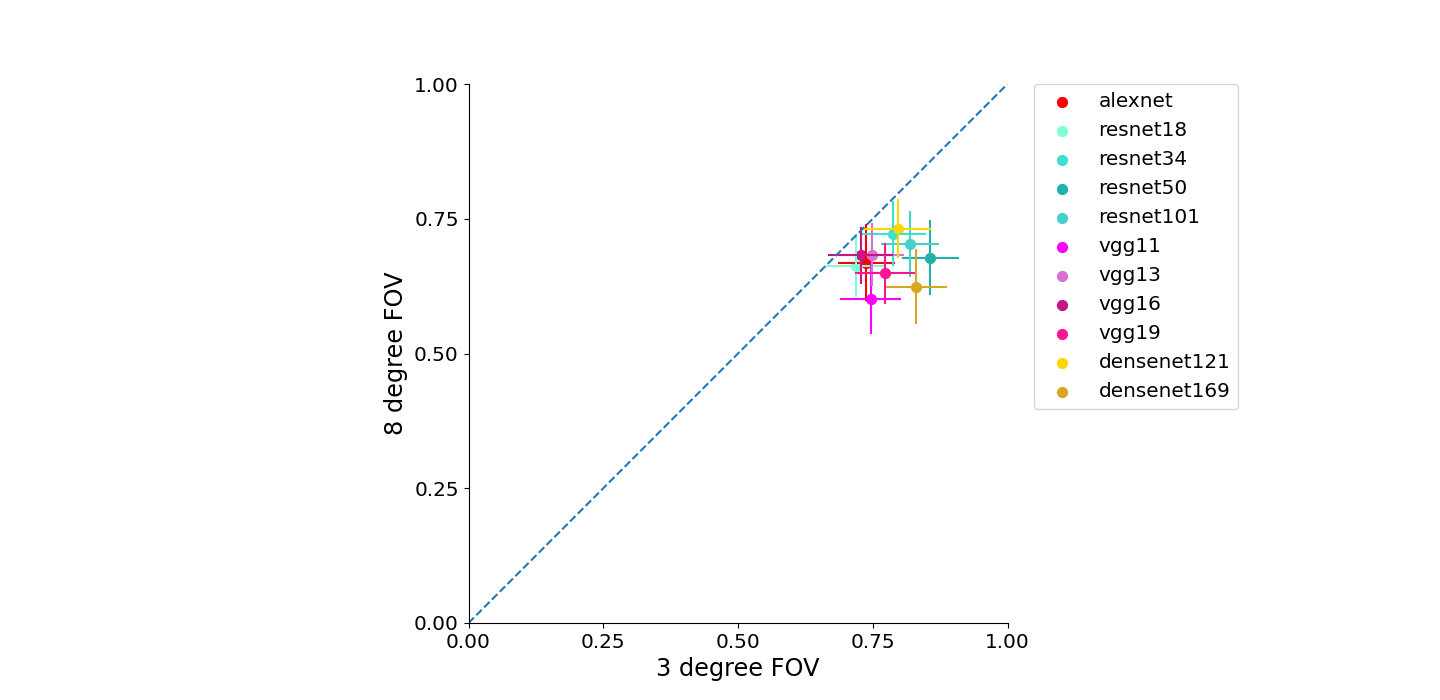 1.00
0.75
0.50
0.25
0.00
8 degree FOV
0.00 0.25 0.50 0.75 1.00
3 degree FOV
alexnet
resnet18
resnet34
resnet50
resnet101
vgg11
vgg13
vgg16
vgg19
densenet121
densenet169